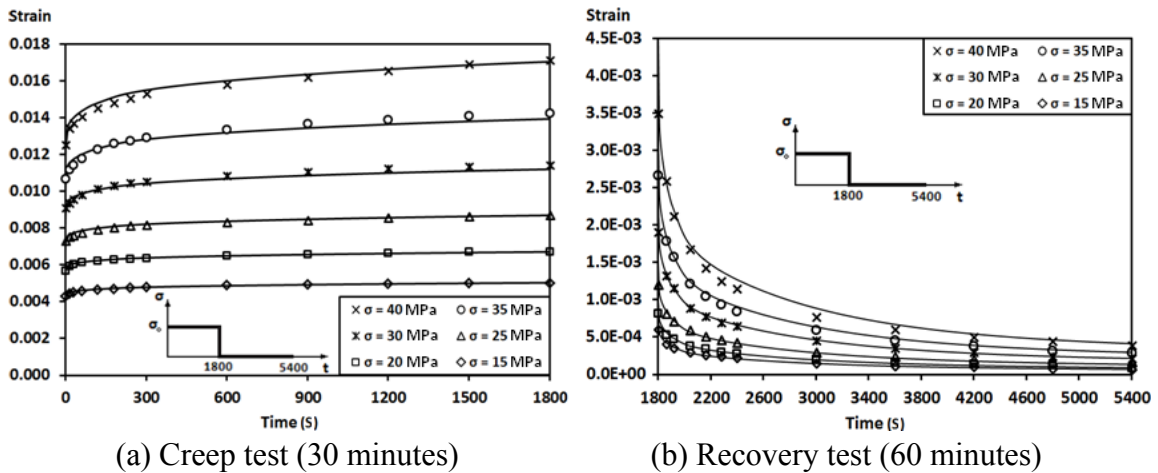 Strain
0.018
0.016
0.014
0.012
0.010
0.008
0.006
0.004
0.002
0.000
0 300 600 900 1200 1500 1800
Time (S)
σ
σ₀
1800 5400 t
σ = 40 MPa σ = 35 MPa
σ = 30 MPa σ = 25 MPa
σ = 20 MPa σ = 15 MPa
(a) Creep test (30 minutes)
Strain
4.5E-03
4.0E-03
3.5E-03
3.0E-03
2.5E-03
2.0E-03
1.5E-03
1.0E-03
5.0E-04
0.0E+00
1800 2200 2600 3000 3400 3800 4200 4600 5000 5400
Time (S)
σ = 40 MPa σ = 35 MPa
σ = 30 MPa σ = 25 MPa
σ = 20 MPa σ = 15 MPa
σ
σ₀
1800 5400 t
(b) Recovery test (60 minutes)